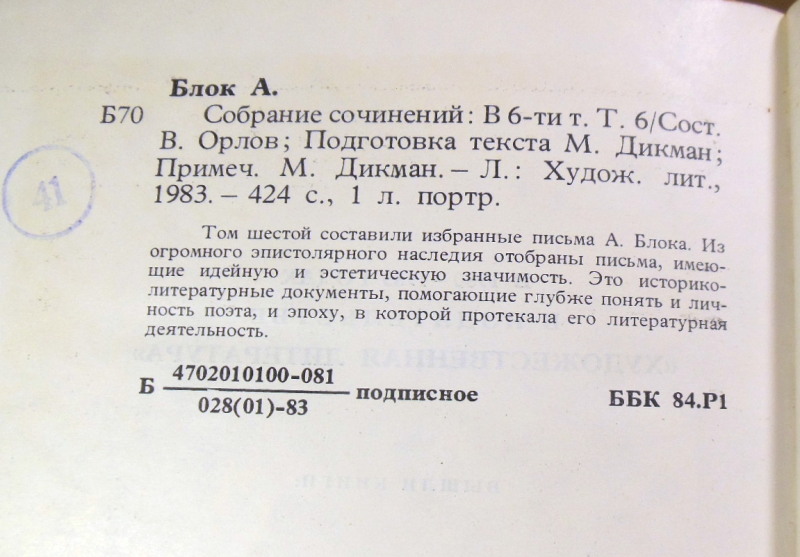 Блок А.
Б70 Собрание сочинений: В 6-ти т. Т. 6/Сост.
В. Орлов; Подготовка текста М. Дикман;
Примеч. М. Дикман. – Л.: Худож. лит.,
1983. – 424 с., 1 л. портр.
41
Том шестой составили избранные письма А. Блока. Из
огромного эпистолярного наследия отобраны письма, имею-
щие идейную и эстетическую значимость. Это историко-
литературные документы, помогающие глубже понять и лич-
ность поэта, и эпоху, в которой протекала его литературная
деятельность.
4702010100-081
Б подписное ББК 84.Р1
028(01)-83